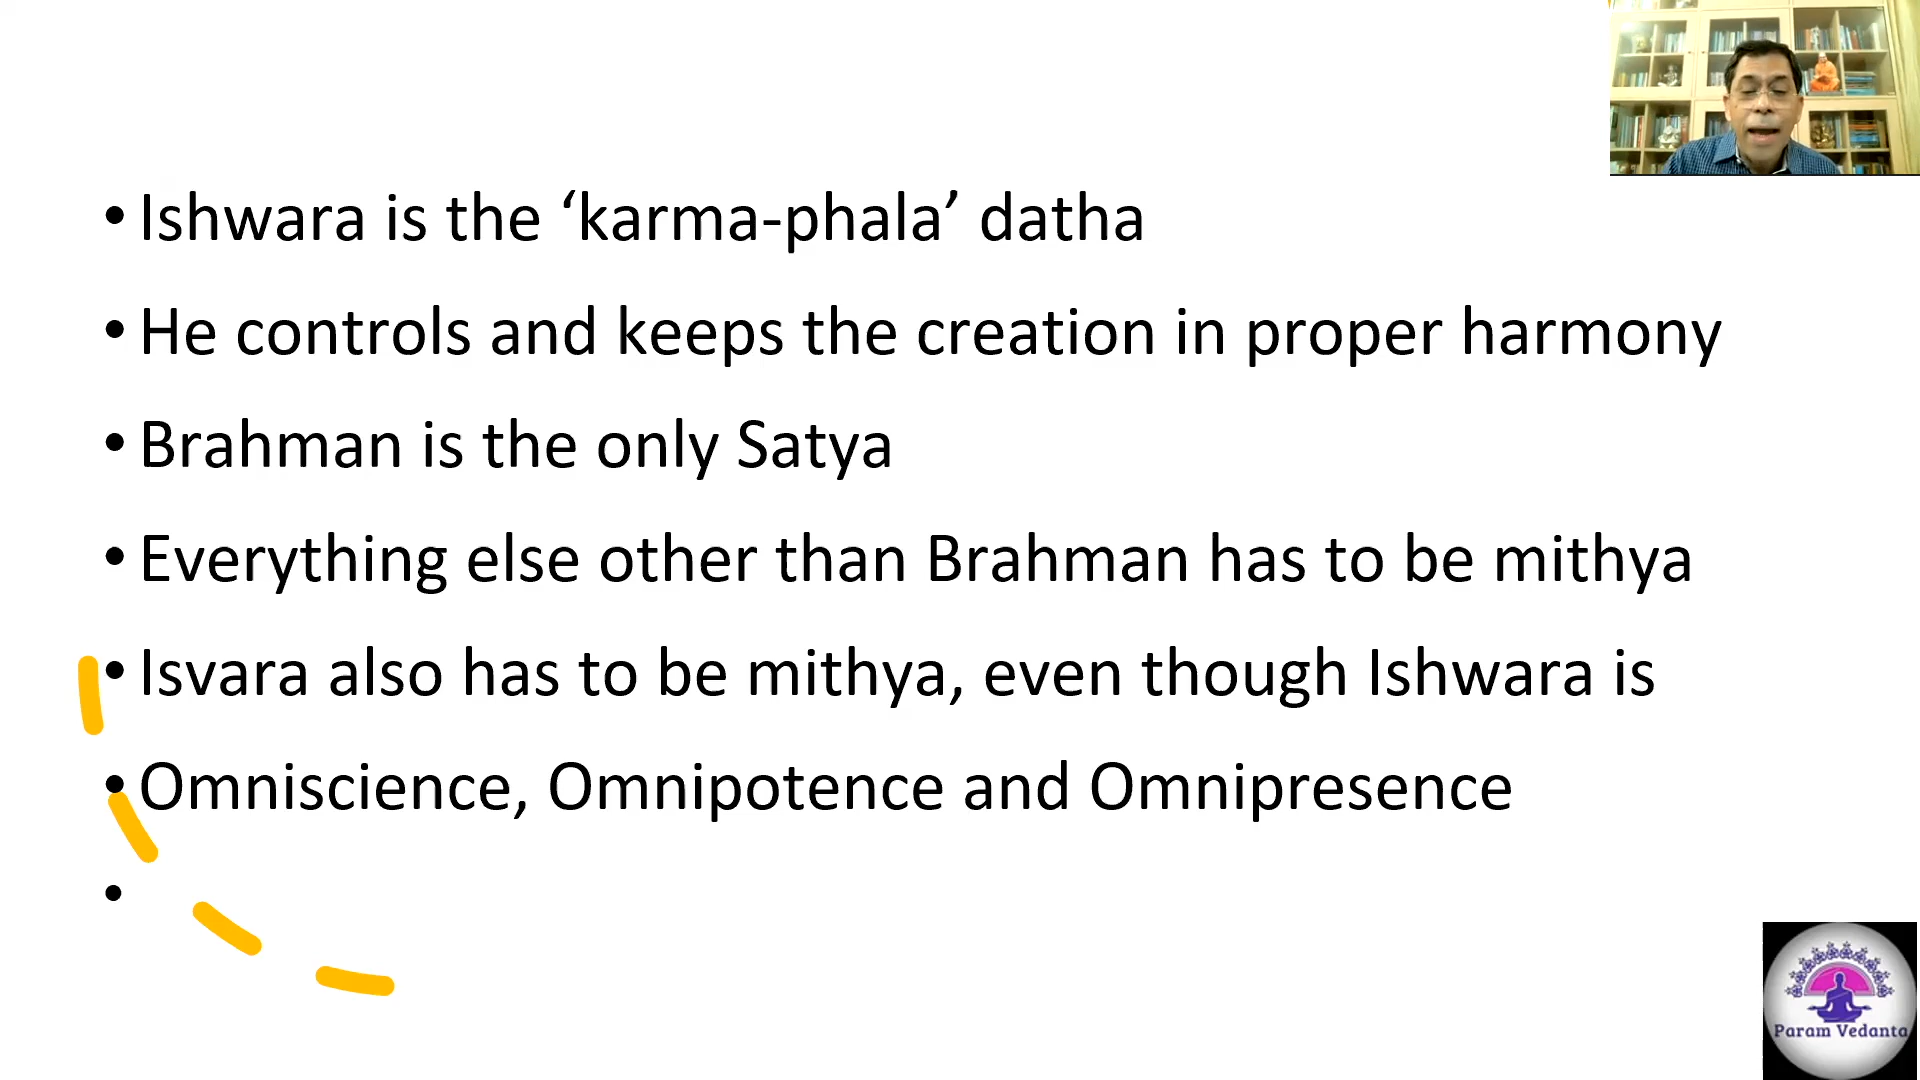 • Ishwara is the ‘karma-phala’ datha
• He controls and keeps the creation in proper harmony
• Brahman is the only Satya
• Everything else other than Brahman has to be mithya
• Isvara also has to be mithya, even though Ishwara is
• Omniscience, Omnipotence and Omnipresence
•
Param Vedanta